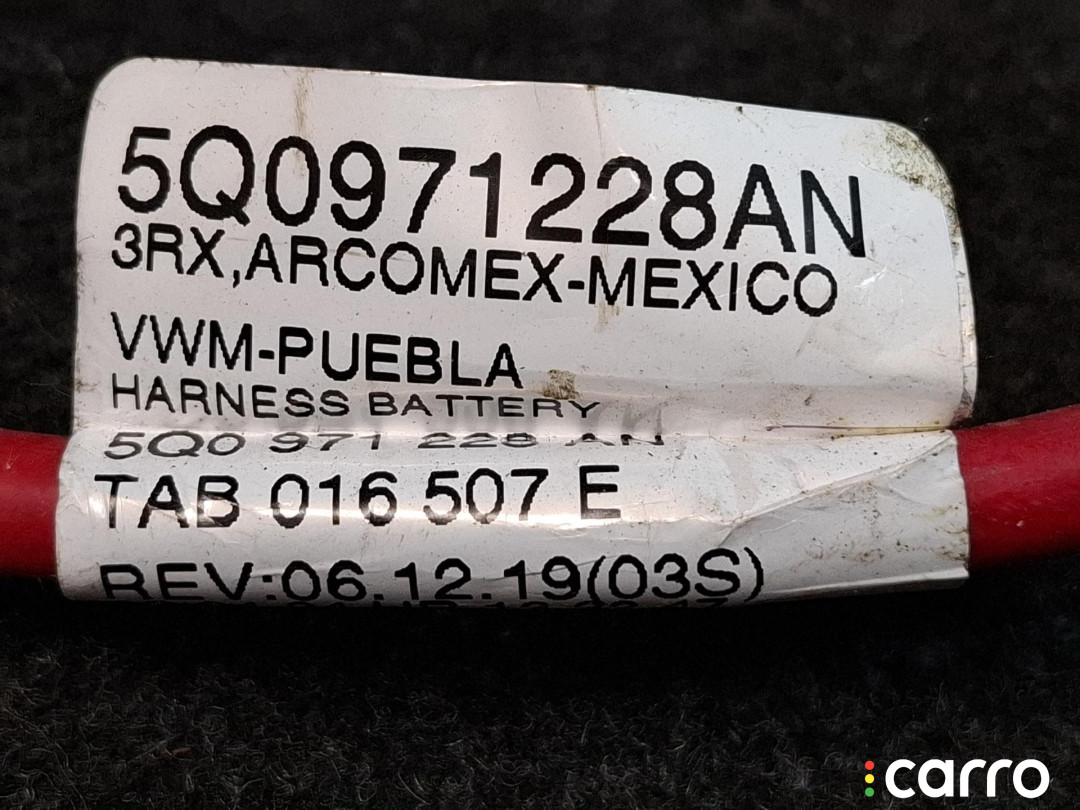 5Q0971228AN
3RX,ARCOMEX-MEXICO
VWM-PUEBLA
HARNESS BATTERY
5Q0 971 228 AN
TAB 016 507 E
REV:06.12.19(03S)
carro